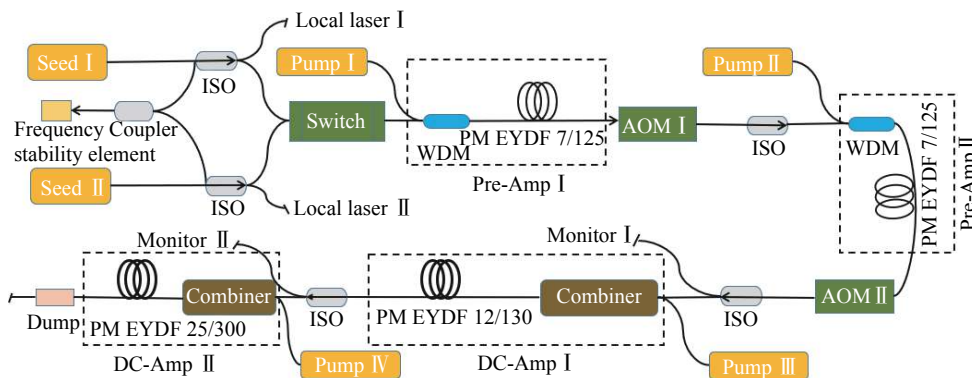 Local laser Ⅰ
Seed Ⅰ
ISO
Pump Ⅰ
Pump Ⅱ
Frequency
stability element
Coupler
Switch
WDM
PM EYDF 7/125
Pre-Amp Ⅰ
AOM Ⅰ
ISO
WDM
PM EYDF 7/125
Pre-Amp Ⅱ
Seed Ⅱ
ISO
Local laser Ⅱ
Monitor Ⅱ
Monitor Ⅰ
Dump
PM EYDF 25/300
Combiner
DC-Amp Ⅱ
ISO
Pump Ⅳ
PM EYDF 12/130
Combiner
DC-Amp Ⅰ
ISO
Pump Ⅲ
AOM Ⅱ